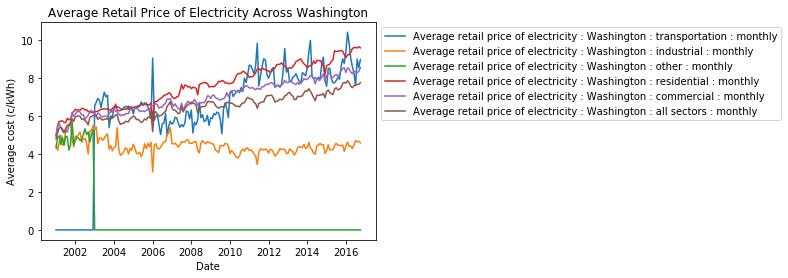 Average Retail Price of Electricity Across Washington
Average cost (c/kWh)
10
8
6
4
2
0
2002 2004 2006 2008 2010 2012 2014 2016
Date
Average retail price of electricity : Washington : transportation : monthly
Average retail price of electricity : Washington : industrial : monthly
Average retail price of electricity : Washington : other : monthly
Average retail price of electricity : Washington : residential : monthly
Average retail price of electricity : Washington : commercial : monthly
Average retail price of electricity : Washington : all sectors : monthly